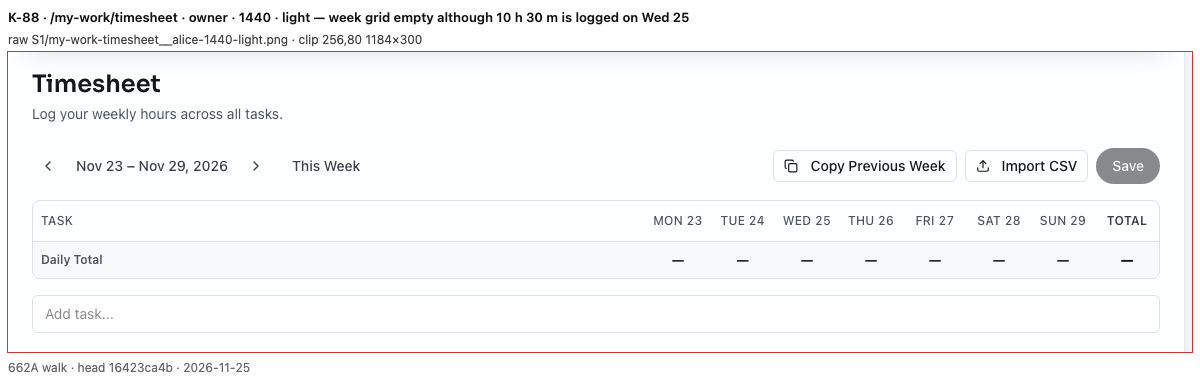 K-88 · /my-work/timesheet · owner · 1440 · light — week grid empty although 10 h 30 m is logged on Wed 25
raw S1/my-work-timesheet__alice-1440-light.png · clip 256,80 1184×300
Timesheet
Log your weekly hours across all tasks.
Nov 23 – Nov 29, 2026 This Week Copy Previous Week Import CSV Save
TASK MON 23 TUE 24 WED 25 THU 26 FRI 27 SAT 28 SUN 29 TOTAL
Daily Total — — — — — — — —
Add task...
662A walk · head 16423ca4b · 2026-11-25